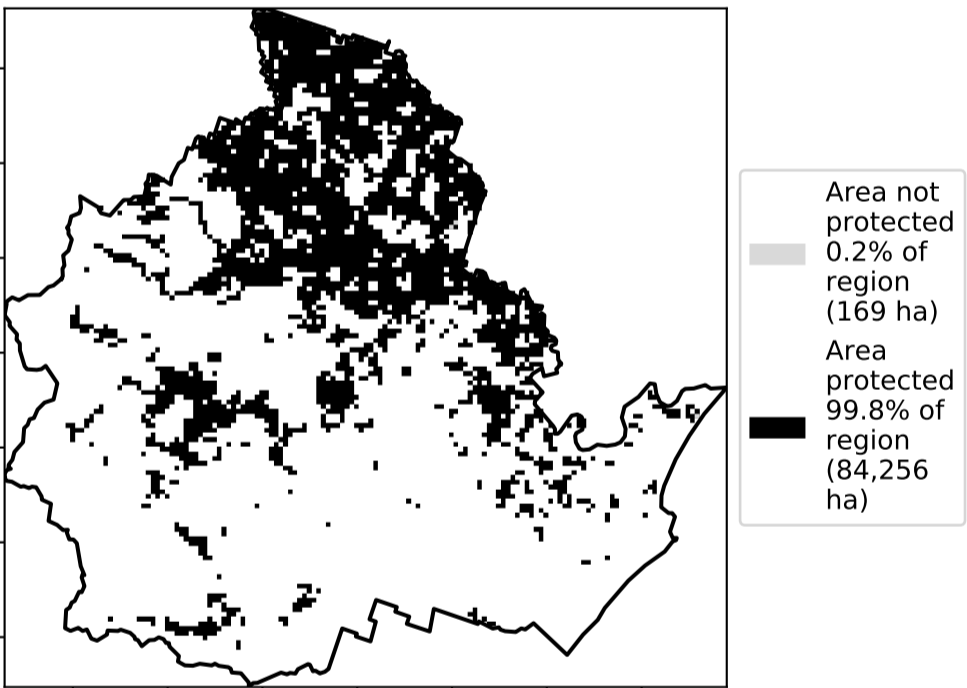 Area not
protected
0.2% of
region
(169 ha)
Area
protected
99.8% of
region
(84,256
ha)